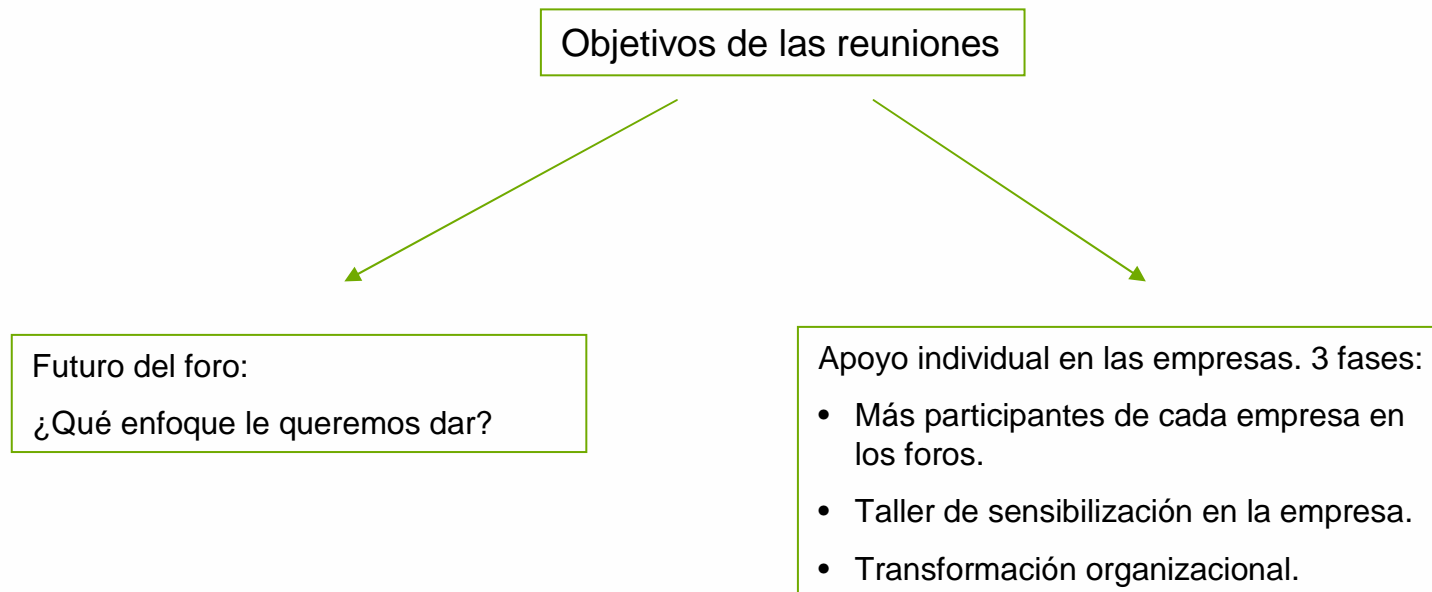 Objetivos de las reuniones
Futuro del foro:
¿Qué enfoque le queremos dar?
Apoyo individual en las empresas. 3 fases:
• Más participantes de cada empresa en
los foros.
• Taller de sensibilización en la empresa.
• Transformación organizacional.